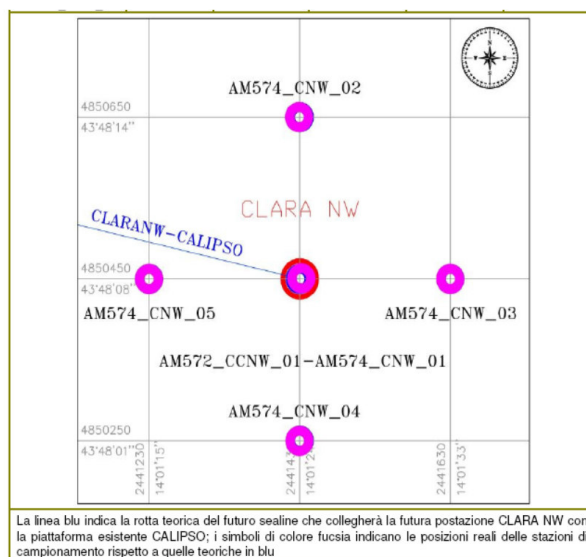 AM574_CNW_02
4850650
43°48'14"
CLARA NW
CLARANW-CALIPSO
4850450
43°48'08"
AM574_CNW_05
AM574_CNW_03
AM572_CCNW_01-AM574_CNW_01
AM574_CNW_04
4850250
43°48'01"
2441230
14°01'15"
2441630
14°01'33"
La linea blu indica la rotta teorica del futuro sealine che collegherà la futura postazione CLARA NW con
la piattaforma esistente CALIPSO; i simboli di colore fucsia indicano le posizioni reali delle stazioni di
campionamento rispetto a quelle teoriche in blu